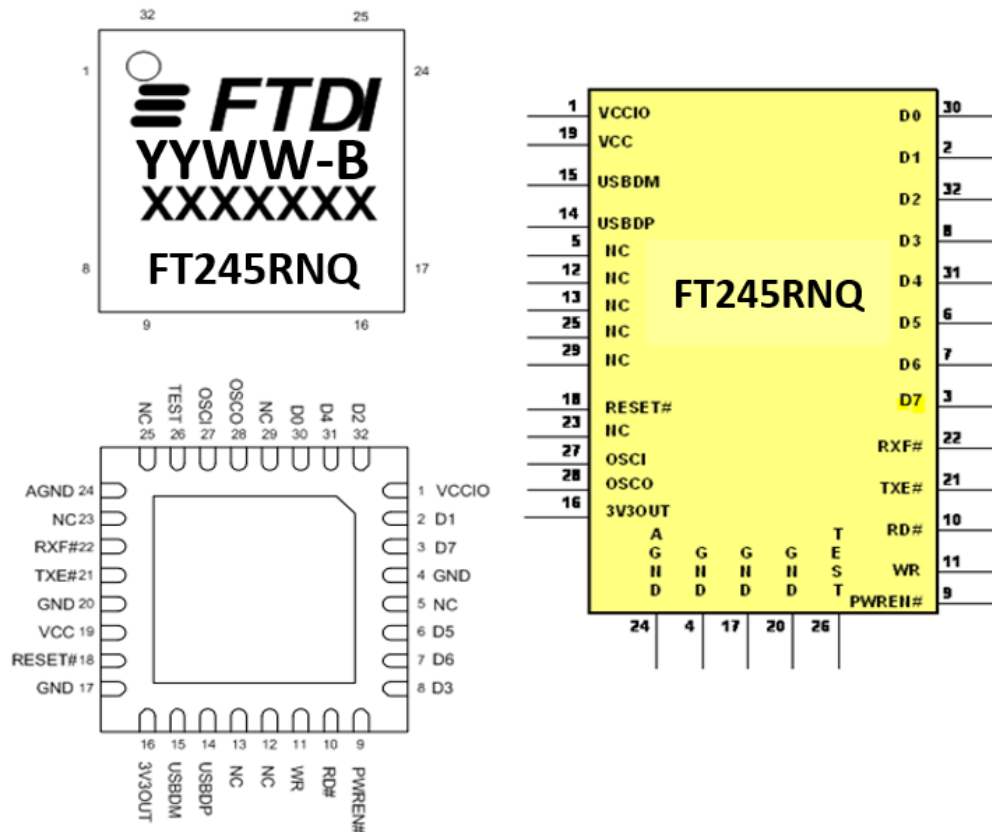 32 25
1 24
FTDI
YYWW-B
XXXXXXX
FT245RNQ
8 17
9 16
NC 25
TEST 26
OSCI 27
OSCO 28
NC 29
D0 30
D4 31
D2 32
AGND 24
NC 23
RXF# 22
TXE# 21
GND 20
VCC 19
RESET# 18
GND 17
1 VCCIO
2 D1
3 D7
4 GND
5 NC
6 D5
7 D6
8 D3
16 3V3OUT
15 USBDM
14 USBDP
13 NC
12 NC
11 WR
10 RD#
9 PWREN#
FT245RNQ
1 VCCIO
19 VCC
15 USBDM
14 USBDP
5 NC
12 NC
13 NC
25 NC
29 NC
18 RESET#
23 NC
27 OSCI
28 OSCO
16 3V3OUT
D0 30
D1 2
D2 32
D3 8
D4 31
D5 6
D6 7
D7 3
RXF# 22
TXE# 21
RD# 10
WR 11
PWREN# 9
AGND 24
GND 4
GND 17
GND 20
TEST 26